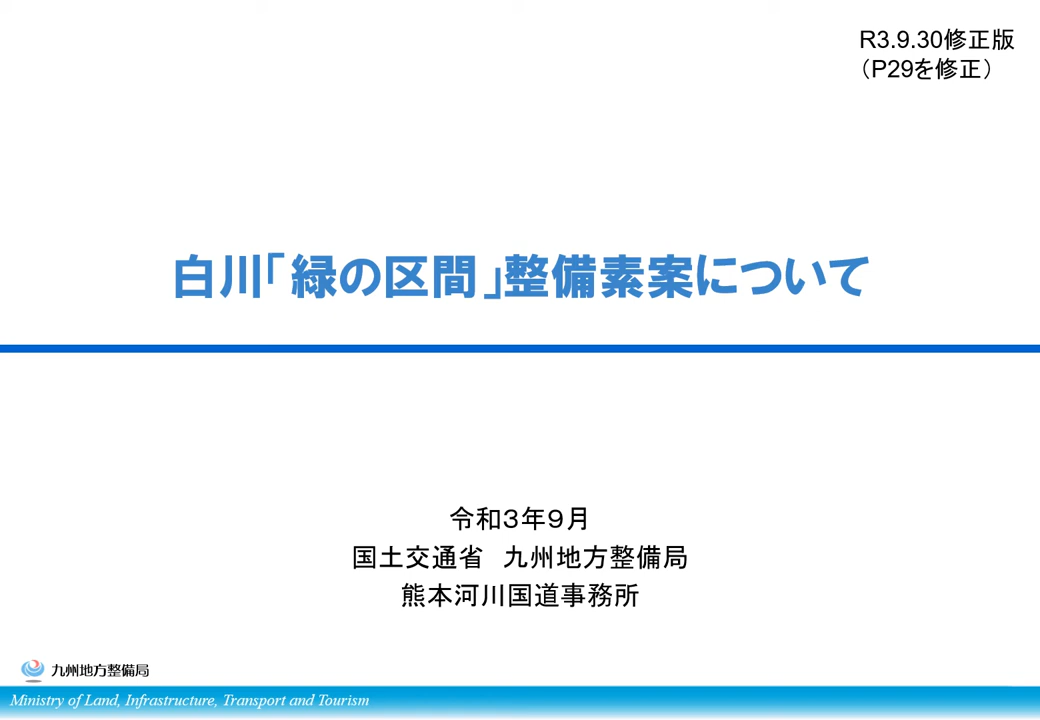 R3.9.30修正版
（P29を修正）
白川「緑の区間」整備素案について
令和３年９月
国土交通省　九州地方整備局
熊本河川国道事務所
九州地方整備局
Ministry of Land, Infrastructure, Transport and Tourism